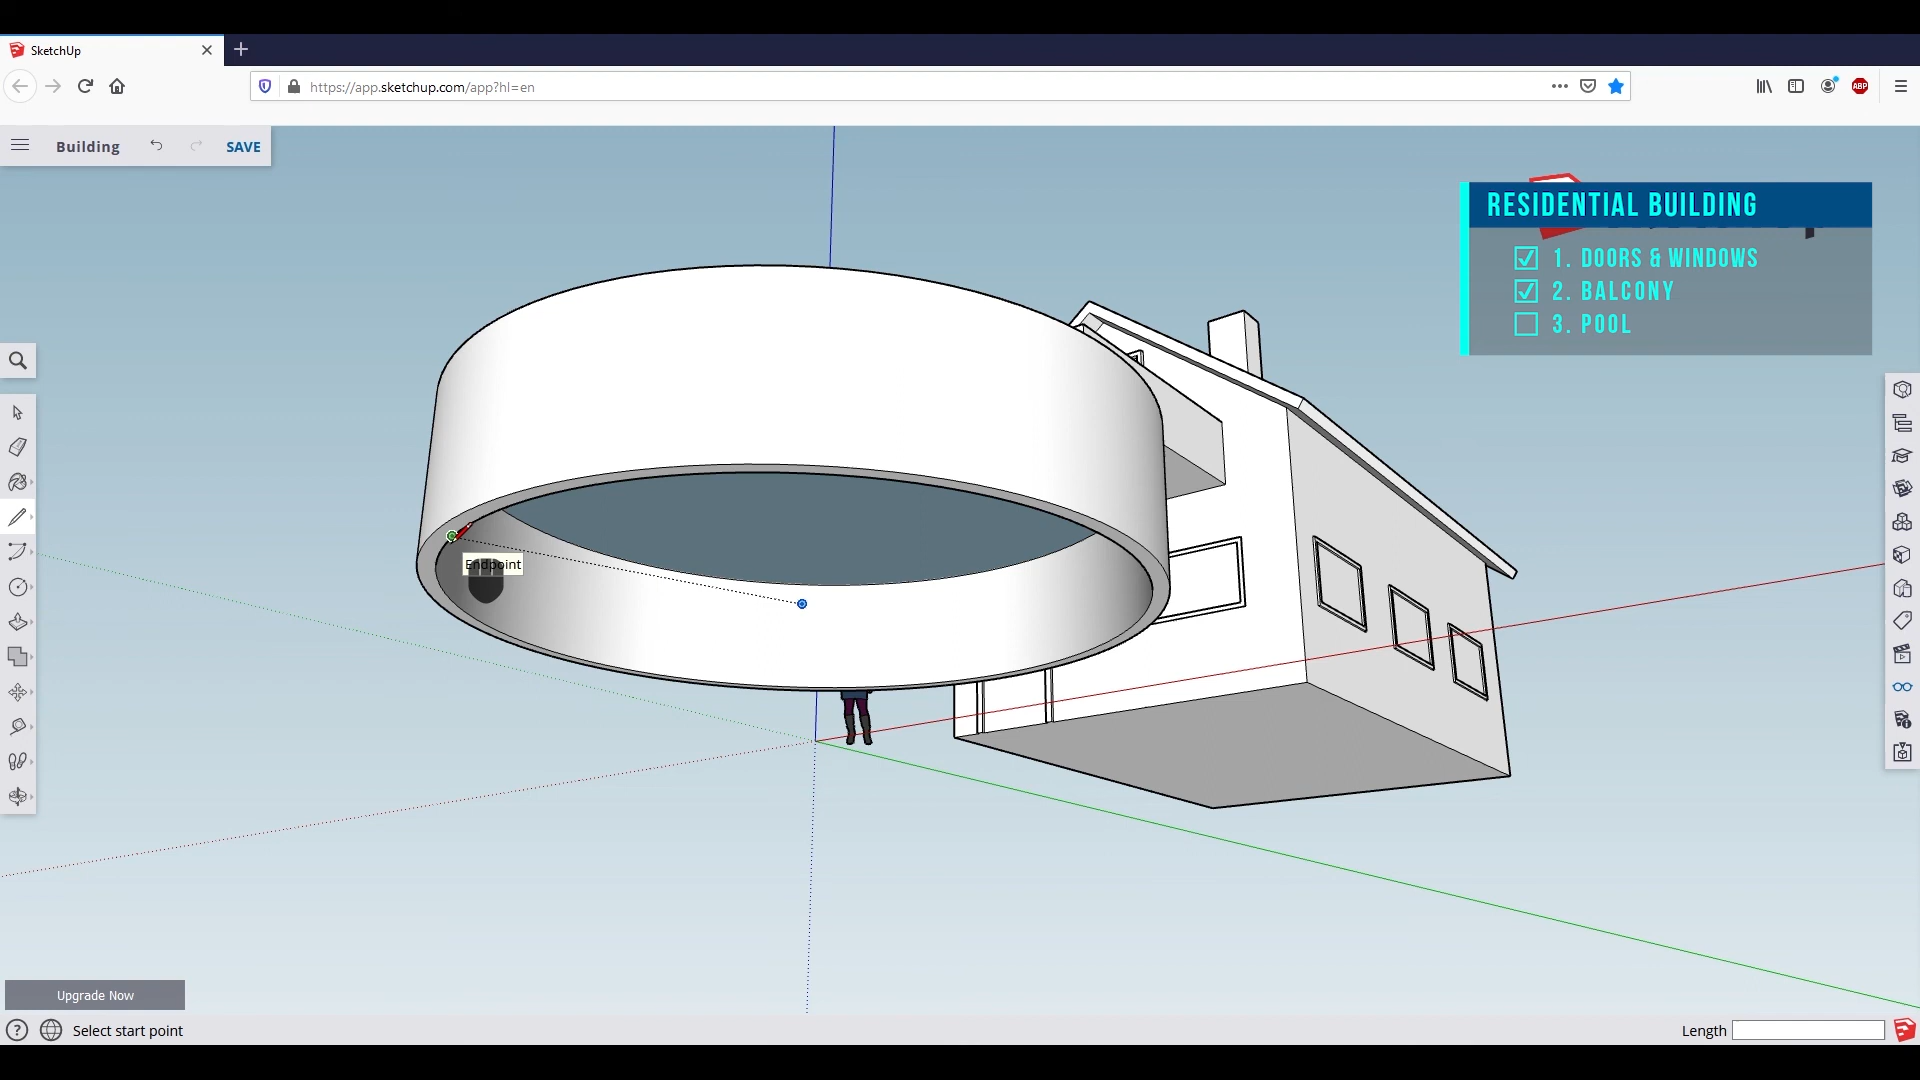 SketchUp
https://app.sketchup.com/app?hl=en
ABP
Building
SAVE
RESIDENTIAL BUILDING
1. DOORS & WINDOWS
2. BALCONY
3. POOL
Endpoint
Upgrade Now
?
Select start point
Length